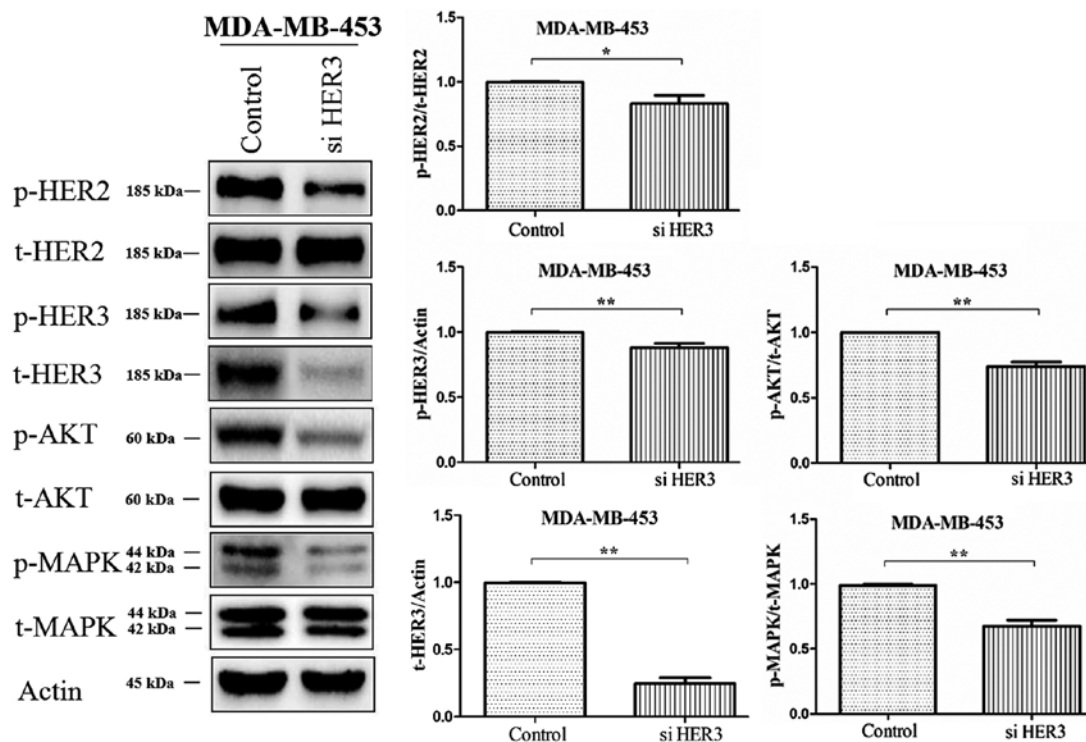 MDA-MB-453
Control
si HER3
p-HER2 185 kDa
t-HER2 185 kDa
p-HER3 185 kDa
t-HER3 185 kDa
p-AKT 60 kDa
t-AKT 60 kDa
p-MAPK 44 kDa
42 kDa
t-MAPK 44 kDa
42 kDa
Actin 45 kDa
MDA-MB-453
*
p-HER2/t-HER2
1.5
1.0
0.5
0.0
Control si HER3
MDA-MB-453
**
p-HER3/Actin
1.5
1.0
0.5
0.0
Control si HER3
MDA-MB-453
**
p-AKT/t-AKT
1.5
1.0
0.5
0.0
Control si HER3
MDA-MB-453
**
t-HER3/Actin
1.5
1.0
0.5
0.0
Control si HER3
MDA-MB-453
**
p-MAPK/t-MAPK
1.5
1.0
0.5
0.0
Control si HER3